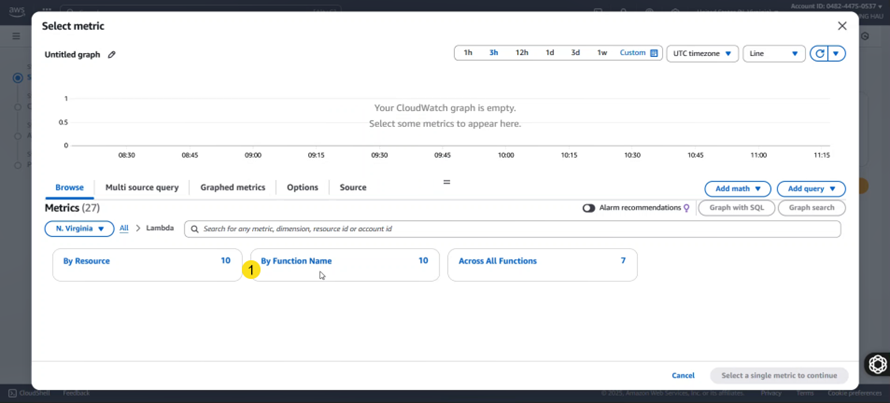 aws
Account ID: 0482-4475-0537
Select metric
Untitled graph
1h 3h 12h 1d 3d 1w Custom UTC timezone Line
1
0.5
0
Your CloudWatch graph is empty.
Select some metrics to appear here.
08:30 08:45 09:00 09:15 09:30 09:45 10:00 10:15 10:30 10:45 11:00 11:15
Browse Multi source query Graphed metrics Options Source Add math Add query
Metrics (27) Alarm recommendations Graph with SQL Graph search
N. Virginia All Lambda Search for any metric, dimension, resource id or account id
By Resource 10 1 By Function Name 10 Across All Functions 7
Cancel Select a single metric to continue
CloudShell Feedback © 2025, Amazon Web Services, Inc. or its affiliates. Privacy Terms Cookie preferences